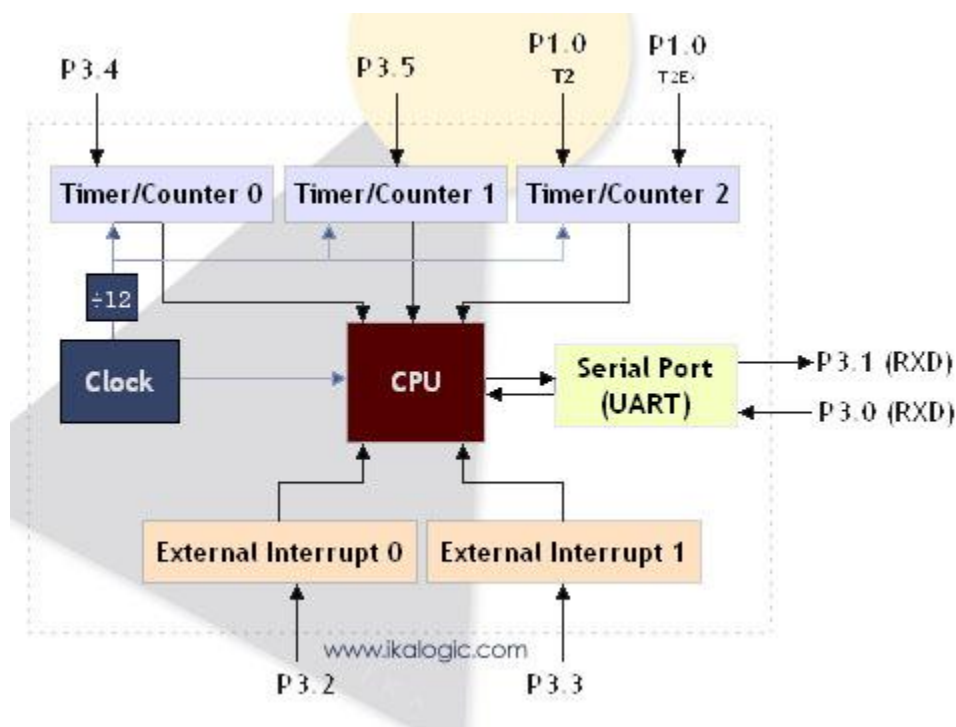 P3.4
P3.5
P1.0
T2
P1.0
T2E
Timer/Counter 0
Timer/Counter 1
Timer/Counter 2
÷12
Clock
CPU
Serial Port
(UART)
P3.1 (RXD)
P3.0 (RXD)
External Interrupt 0
External Interrupt 1
www.ikalogic.com
P3.2
P3.3